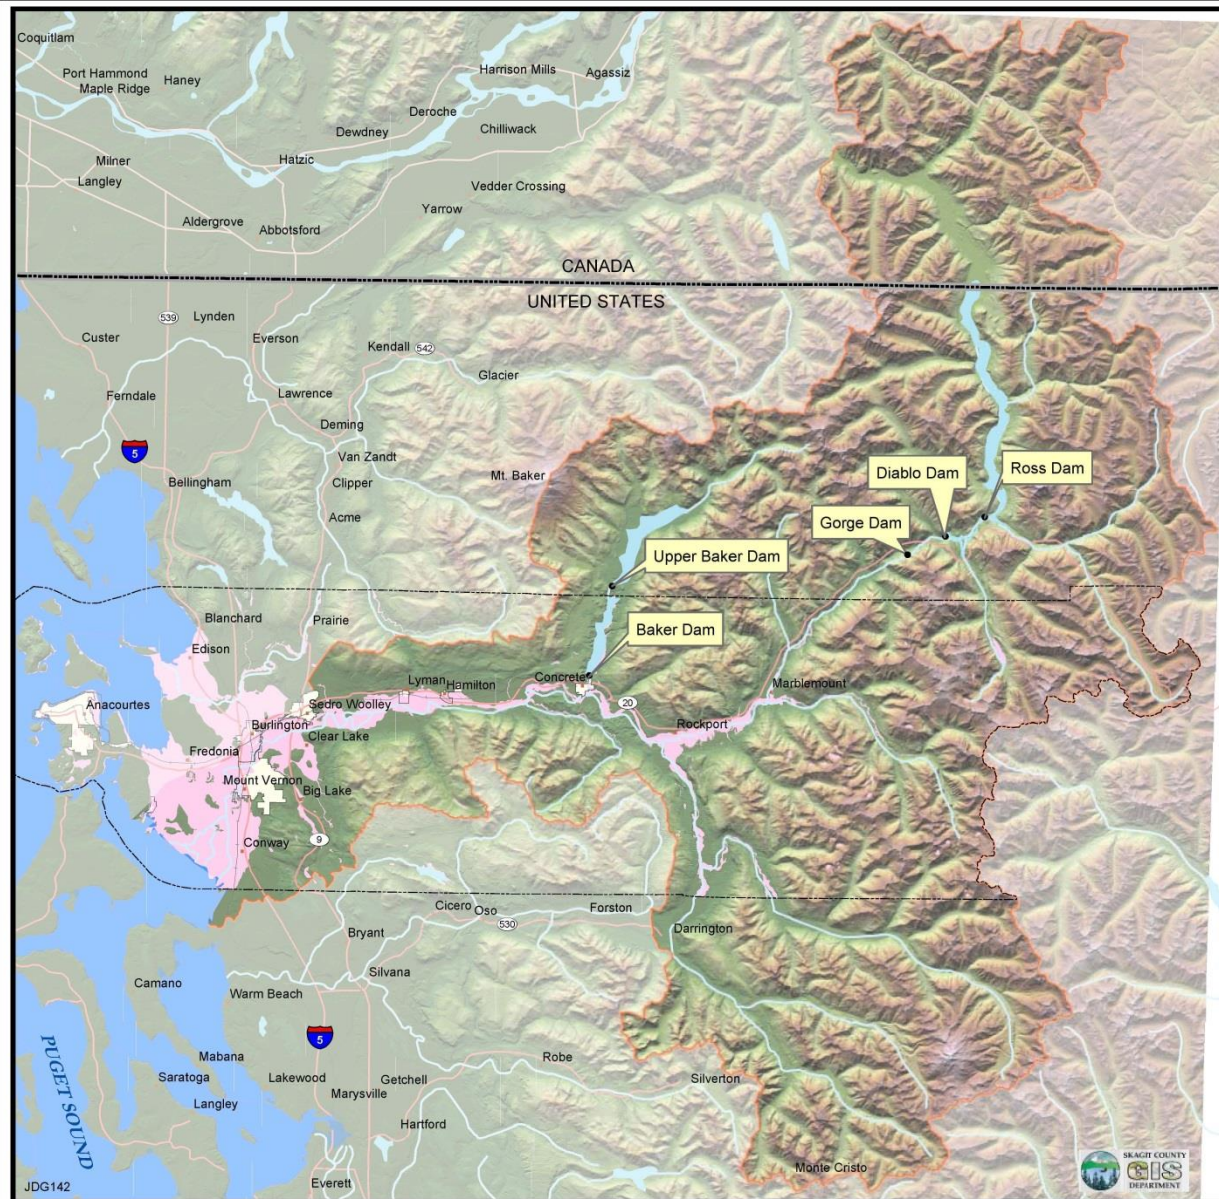 Coquitlam
Port Hammond
Maple Ridge
Haney
Harrison Mills
Agassiz
Deroche
Dewdney
Chilliwack
Hatzic
Milner
Langley
Vedder Crossing
Yarrow
Aldergrove
Abbotsford
CANADA
UNITED STATES
539
Lynden
Custer
Everson
Kendall
542
Glacier
Ferndale
Lawrence
Deming
5
Van Zandt
Mt. Baker
Bellingham
Clipper
Acme
Diablo Dam
Ross Dam
Gorge Dam
Upper Baker Dam
Blanchard
Prairie
Edison
Baker Dam
Lyman
Hamilton
Concrete
Marblemount
Anacourtes
Sedro Woolley
20
Burlington
Rockport
Clear Lake
Fredonia
Mount Vernon
Big Lake
9
Conway
Cicero
Oso
Forston
530
Bryant
Darrington
Silvana
Camano
Warm Beach
5
PUGET SOUND
Mabana
Robe
Saratoga
Lakewood
Getchell
Silverton
Marysville
Langley
Hartford
Monte Cristo
Everett
JDG142
SKAGIT COUNTY
GIS
DEPARTMENT